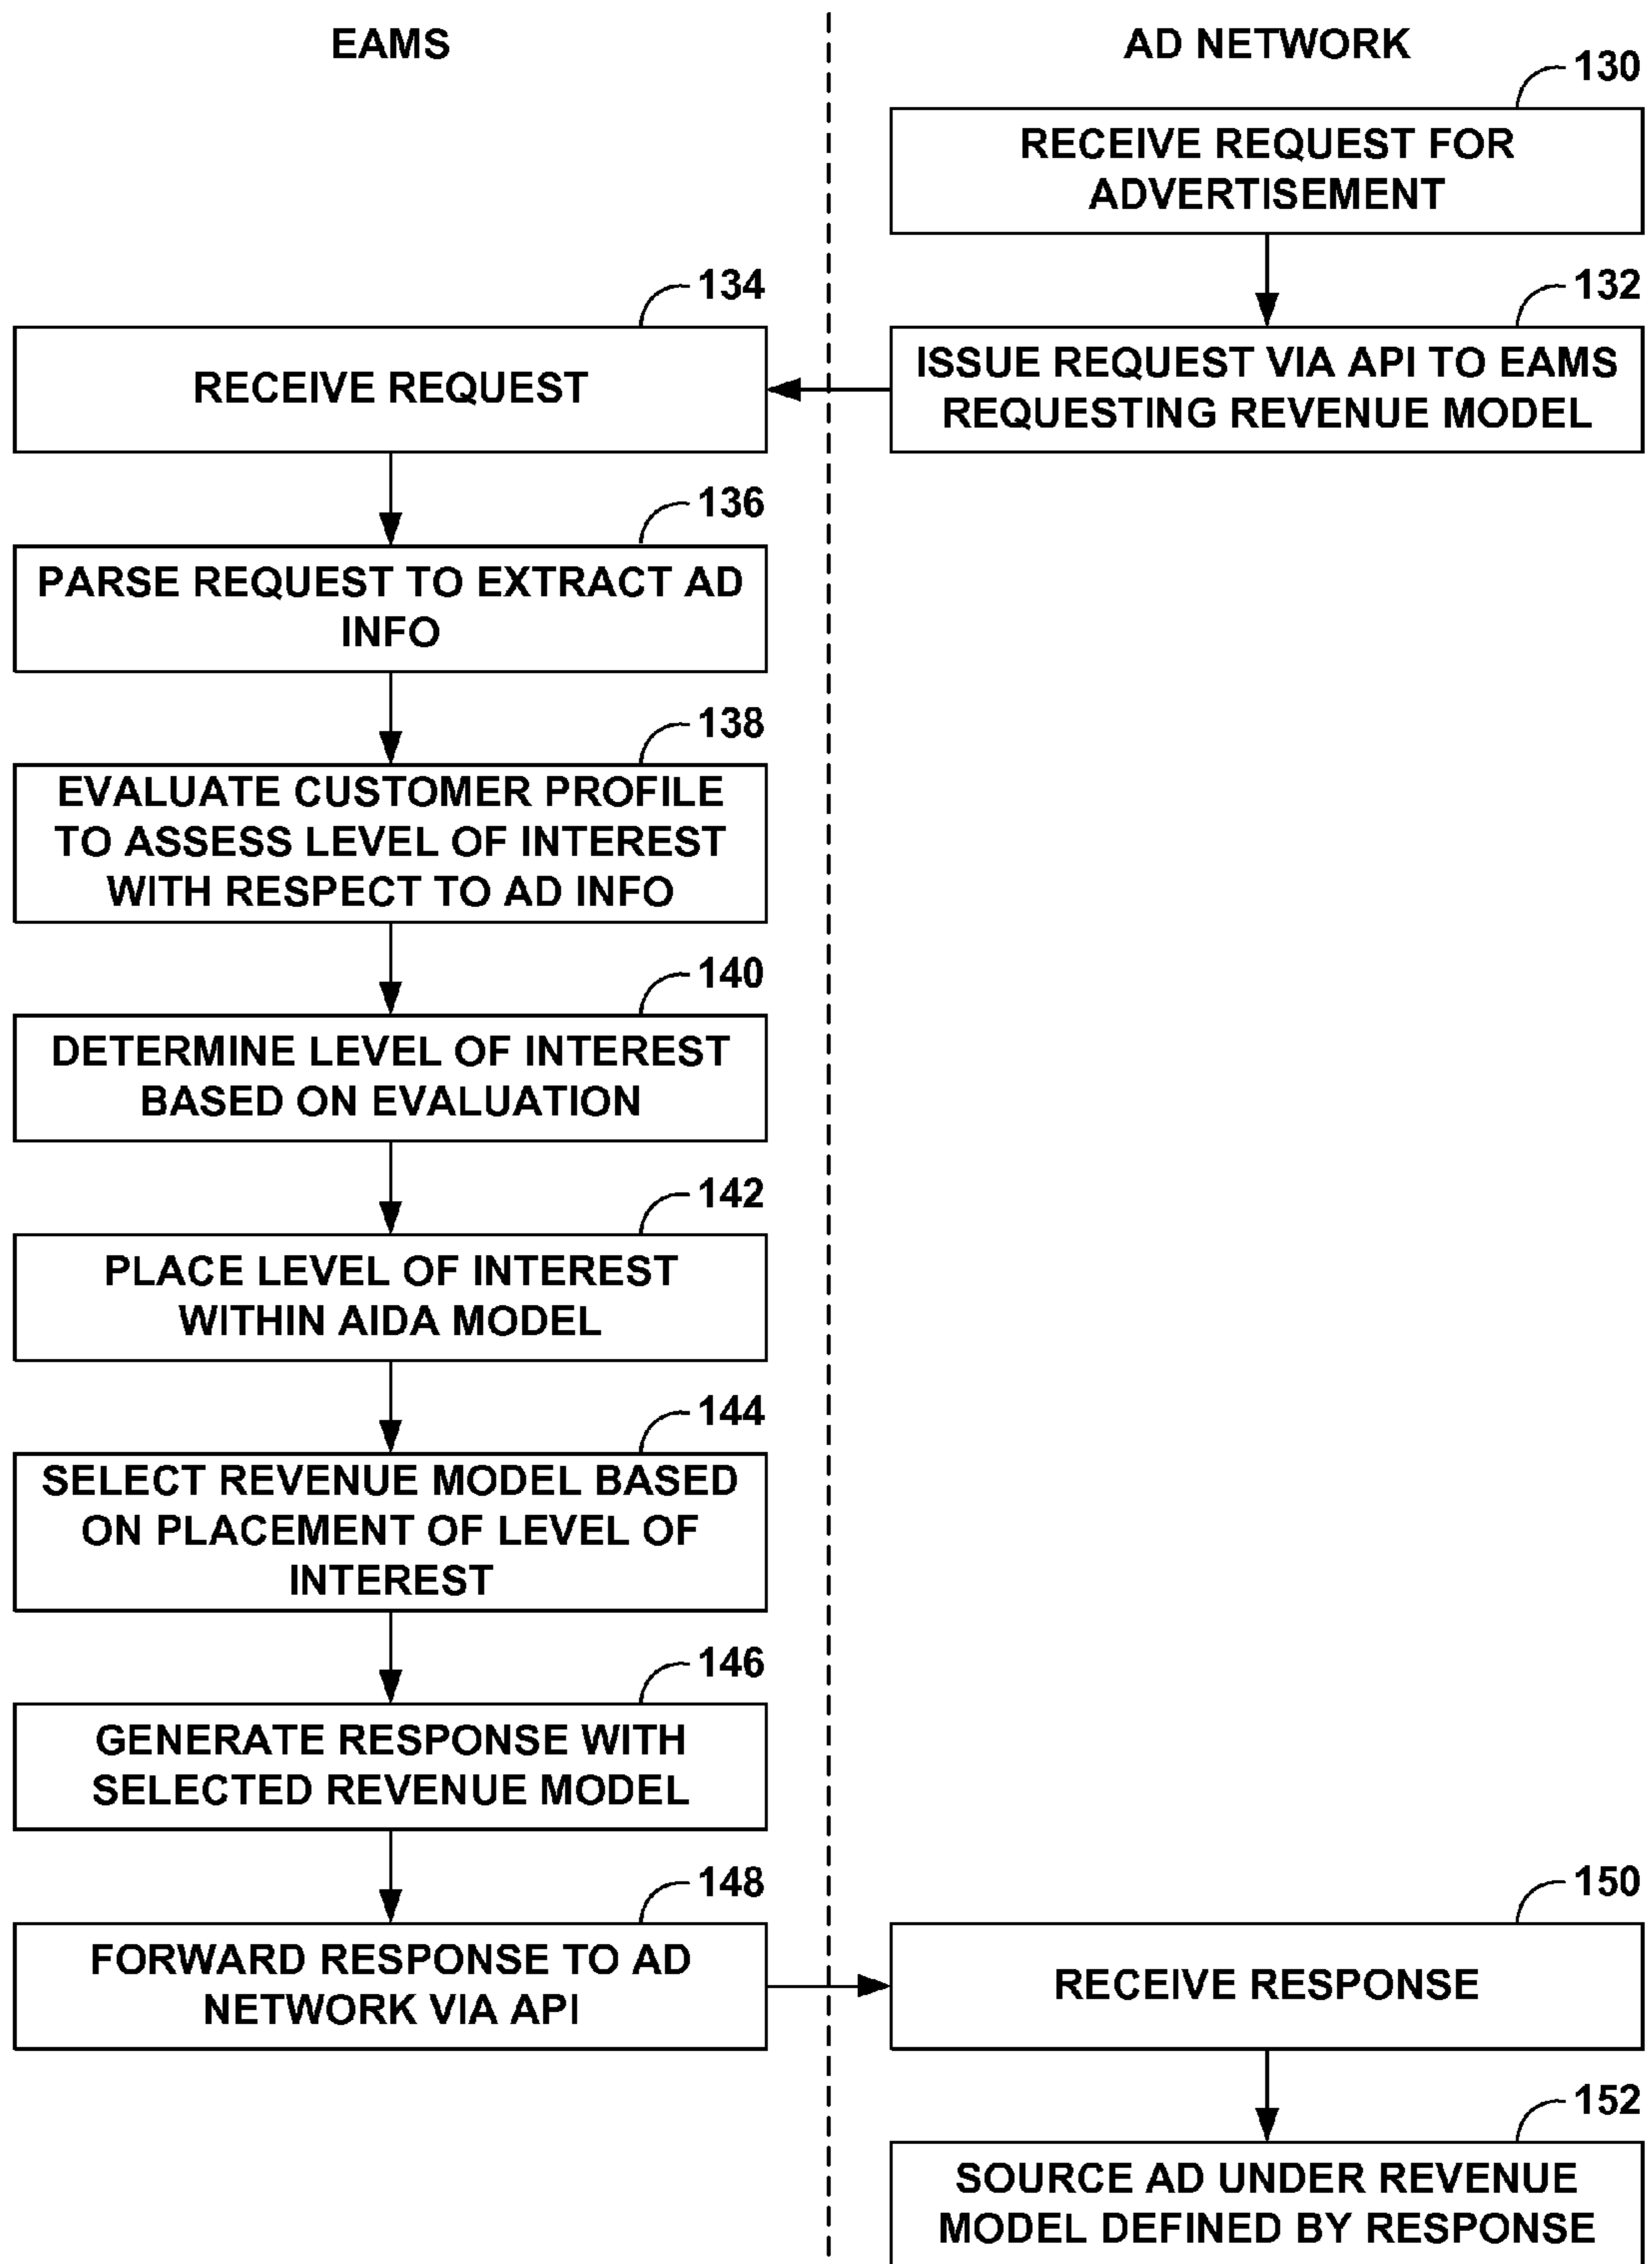 EAMS
AD NETWORK
130
RECEIVE REQUEST FOR
ADVERTISEMENT
132
ISSUE REQUEST VIA API TO EAMS
REQUESTING REVENUE MODEL
134
RECEIVE REQUEST
136
PARSE REQUEST TO EXTRACT AD
INFO
138
EVALUATE CUSTOMER PROFILE
TO ASSESS LEVEL OF INTEREST
WITH RESPECT TO AD INFO
140
DETERMINE LEVEL OF INTEREST
BASED ON EVALUATION
142
PLACE LEVEL OF INTEREST
WITHIN AIDA MODEL
144
SELECT REVENUE MODEL BASED
ON PLACEMENT OF LEVEL OF
INTEREST
146
GENERATE RESPONSE WITH
SELECTED REVENUE MODEL
148
FORWARD RESPONSE TO AD
NETWORK VIA API
150
RECEIVE RESPONSE
152
SOURCE AD UNDER REVENUE
MODEL DEFINED BY RESPONSE